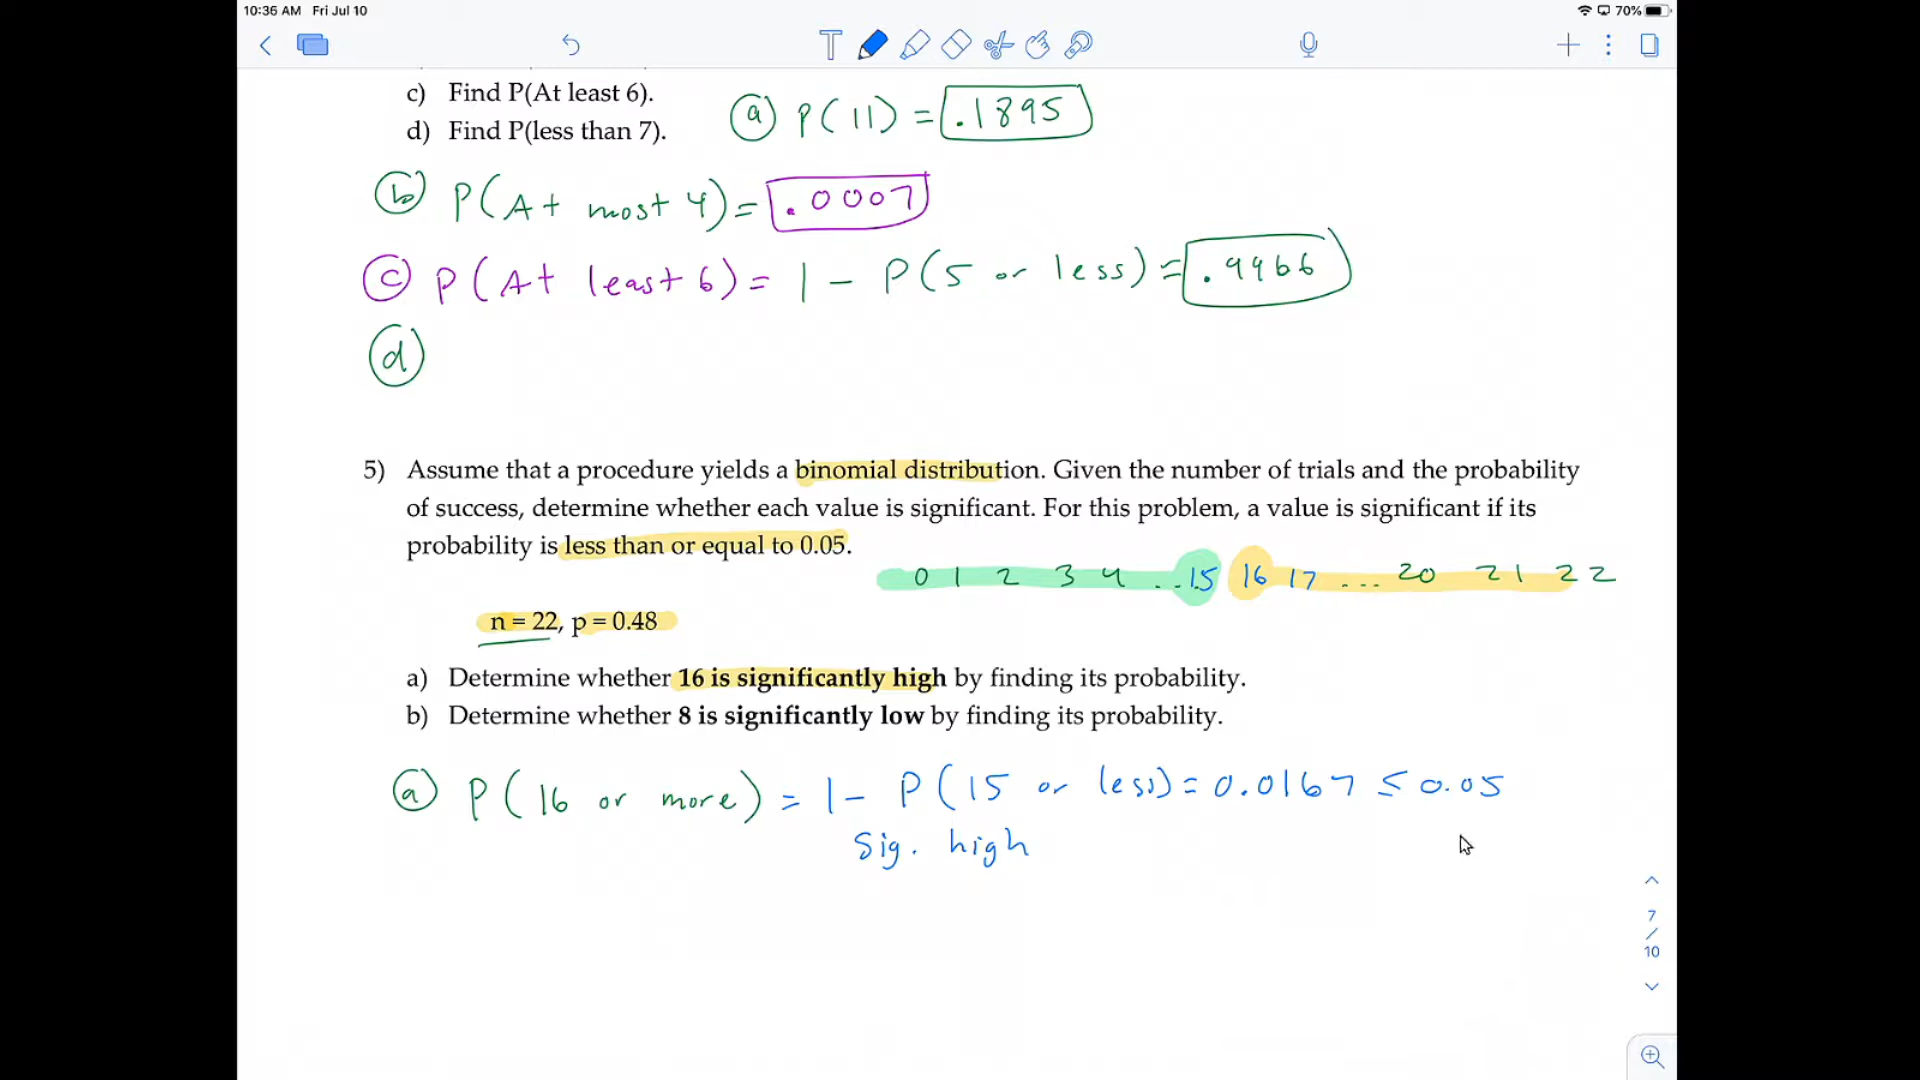 10:36 AM Fri Jul 10
70%
c) Find P(At least 6).
d) Find P(less than 7).
(a) P(11) = .1895
(b) P(At most 4) = .0007
(c) P(At least 6) = 1 - P(5 or less) = .9966
(d)
5) Assume that a procedure yields a binomial distribution. Given the number of trials and the probability
of success, determine whether each value is significant. For this problem, a value is significant if its
probability is less than or equal to 0.05.
0 1 2 3 4 ... 15 16 17 ... 20 21 22
n = 22, p = 0.48
a) Determine whether 16 is significantly high by finding its probability.
b) Determine whether 8 is significantly low by finding its probability.
(a) P(16 or more) = 1 - P(15 or less) = 0.0167 ≤ 0.05
Sig. high
7
/
10